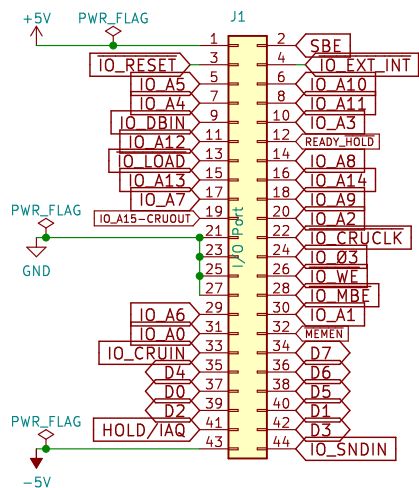 J1
+5V PWR_FLAG
1 2 SBE
IO_RESET 3 4 IO_EXT_INT
IO_A5 5 6 IO_A10
IO_A4 7 8 IO_A11
IO_DBIN 9 10 IO_A3
IO_A12 11 12 READY_HOLD
IO_LOAD 13 14 IO_A8
IO_A13 15 16 IO_A14
IO_A7 17 18 IO_A9
IO_A15-CRUOUT 19 20 IO_A2
PWR_FLAG 21 22 IO_CRUCLK
GND 23 24 IO_Ø3
25 26 IO_WE
27 28 IO_MBE
I/O Port
IO_A6 29 30 IO_A1
IO_A0 31 32 MEMEN
IO_CRUIN 33 34 D7
D4 35 36 D6
D0 37 38 D5
D2 39 40 D1
HOLD/IAQ 41 42 D3
PWR_FLAG 43 44 IO_SNDIN
-5V